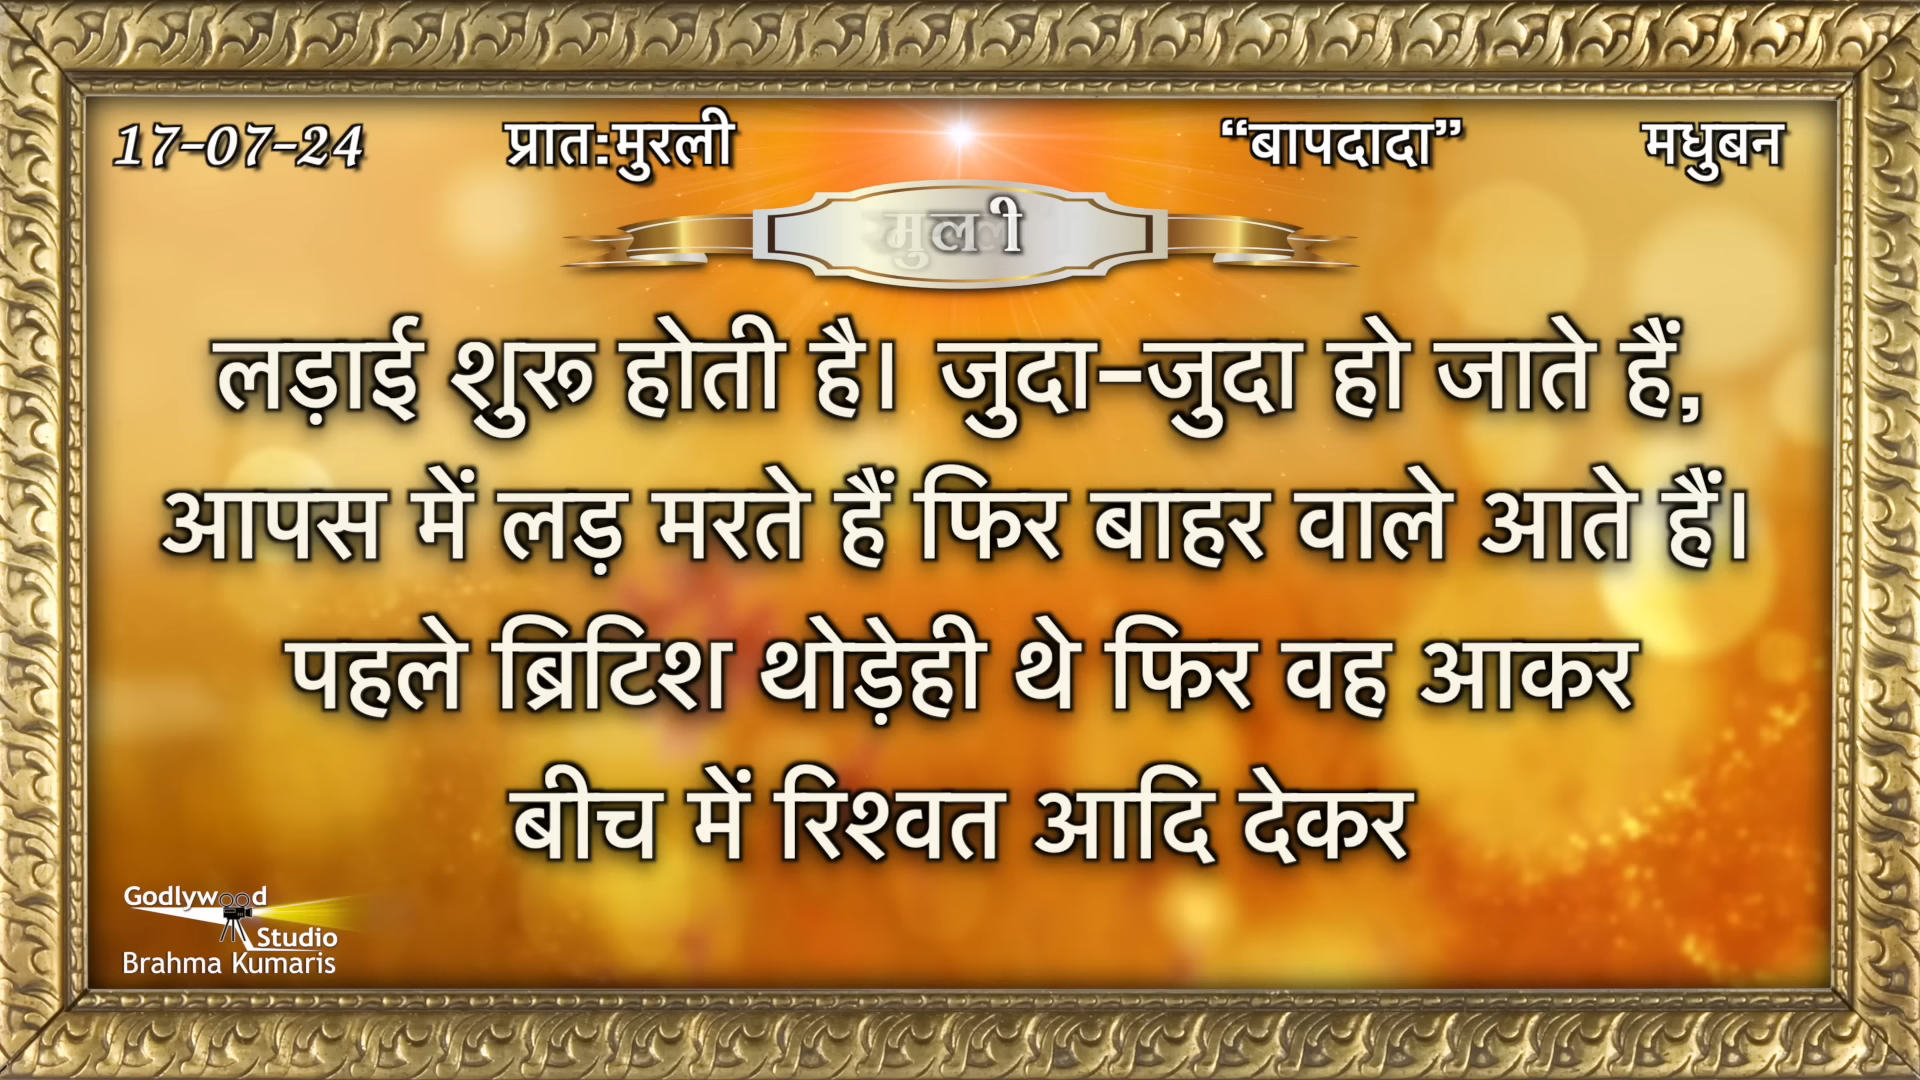 17-07-24 प्रात:मुरली “बापदादा” मधुबन
लड़ाई शुरू होती है। जुदा-जुदा हो जाते हैं,
आपस में लड़ मरते हैं फिर बाहर वाले आते हैं।
पहले ब्रिटिश थोड़ेही थे फिर वह आकर
बीच में रिश्वत आदि देकर
Godlywood
Studio
Brahma Kumaris